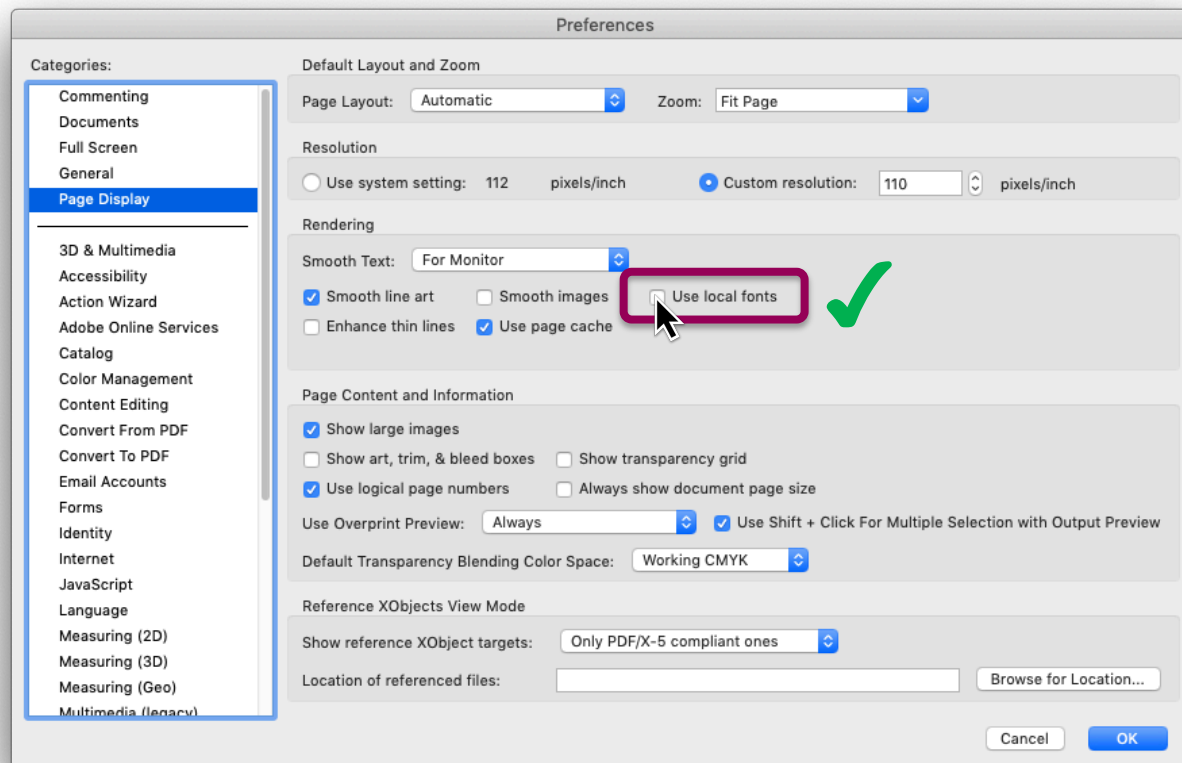 Preferences
Categories:
Commenting
Documents
Full Screen
General
Page Display
3D & Multimedia
Accessibility
Action Wizard
Adobe Online Services
Catalog
Color Management
Content Editing
Convert From PDF
Convert To PDF
Email Accounts
Forms
Identity
Internet
JavaScript
Language
Measuring (2D)
Measuring (3D)
Measuring (Geo)
Multimedia (legacy)
Default Layout and Zoom
Page Layout: Automatic Zoom: Fit Page
Resolution
Use system setting: 112 pixels/inch Custom resolution: 110 pixels/inch
Rendering
Smooth Text: For Monitor
Smooth line art Smooth images Use local fonts
Enhance thin lines Use page cache
Page Content and Information
Show large images
Show art, trim, & bleed boxes Show transparency grid
Use logical page numbers Always show document page size
Use Overprint Preview: Always Use Shift + Click For Multiple Selection with Output Preview
Default Transparency Blending Color Space: Working CMYK
Reference XObjects View Mode
Show reference XObject targets: Only PDF/X-5 compliant ones
Location of referenced files: Browse for Location...
Cancel OK